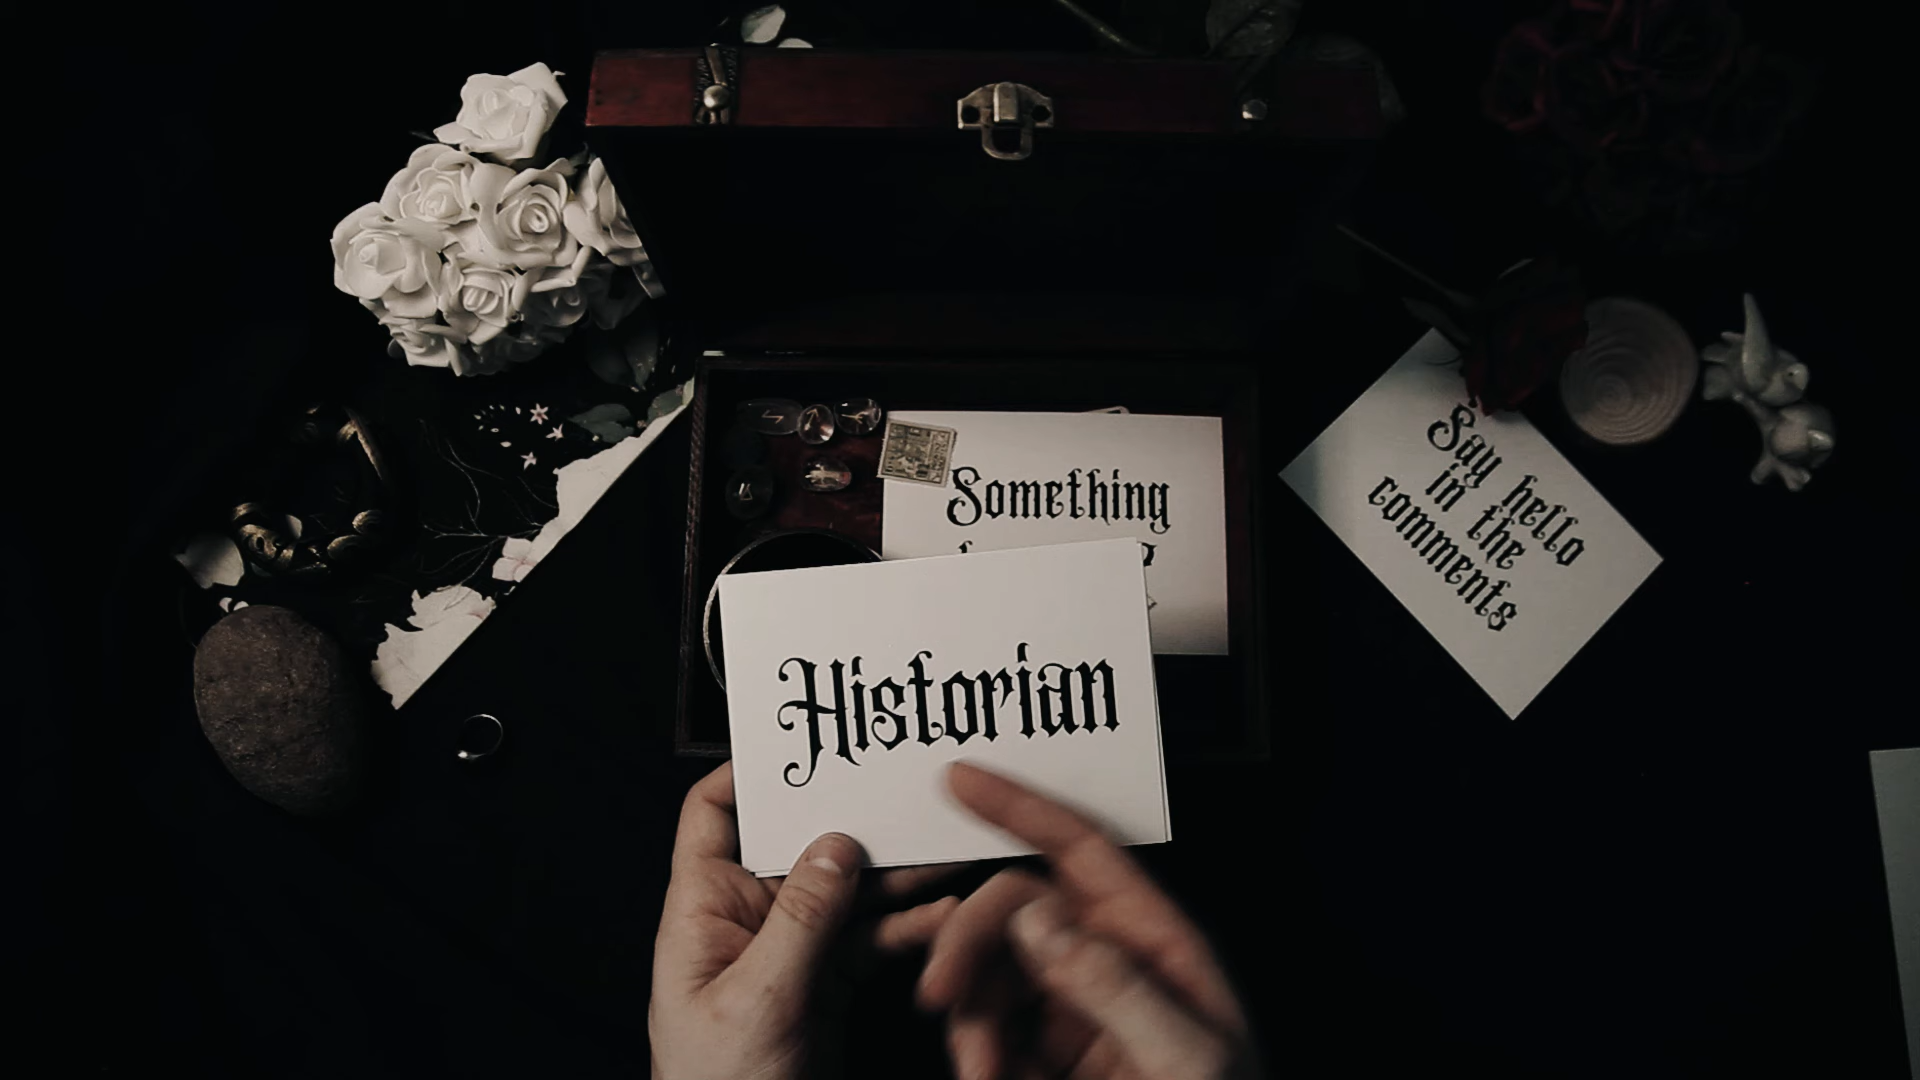 Something
Historian
Say hello
in the
comments